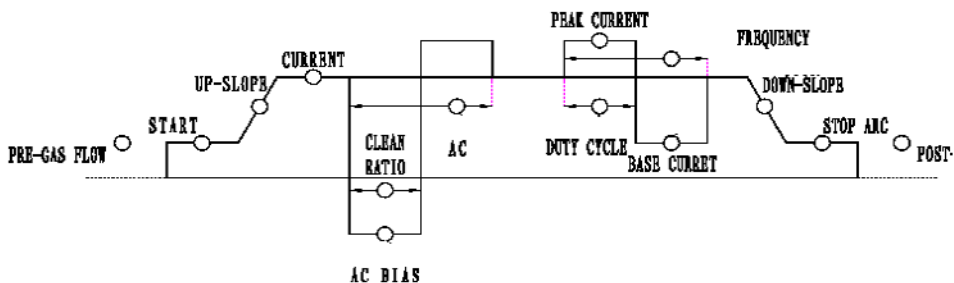 PEAK CURRENT
FREQUENCY
CURRENT
UP-SLOPE
DOWN-SLOPE
START
STOP ARC
PRE-GAS FLOW
CLEAN
RATIO
AC
DUTY CYCLE
BASE CURRET
POST-
AC BIAS